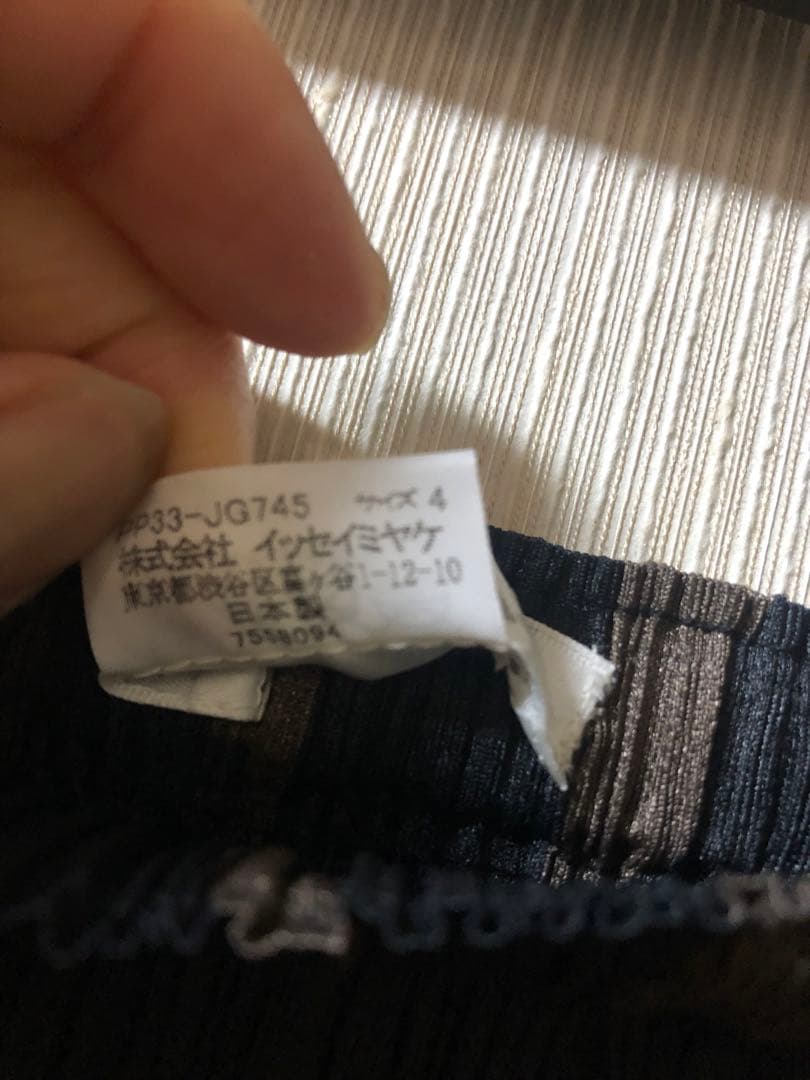 PP33-JG745 サイズ 4
株式会社 イッセイミヤケ
東京都渋谷区富ヶ谷1-12-10
日本製
7558094